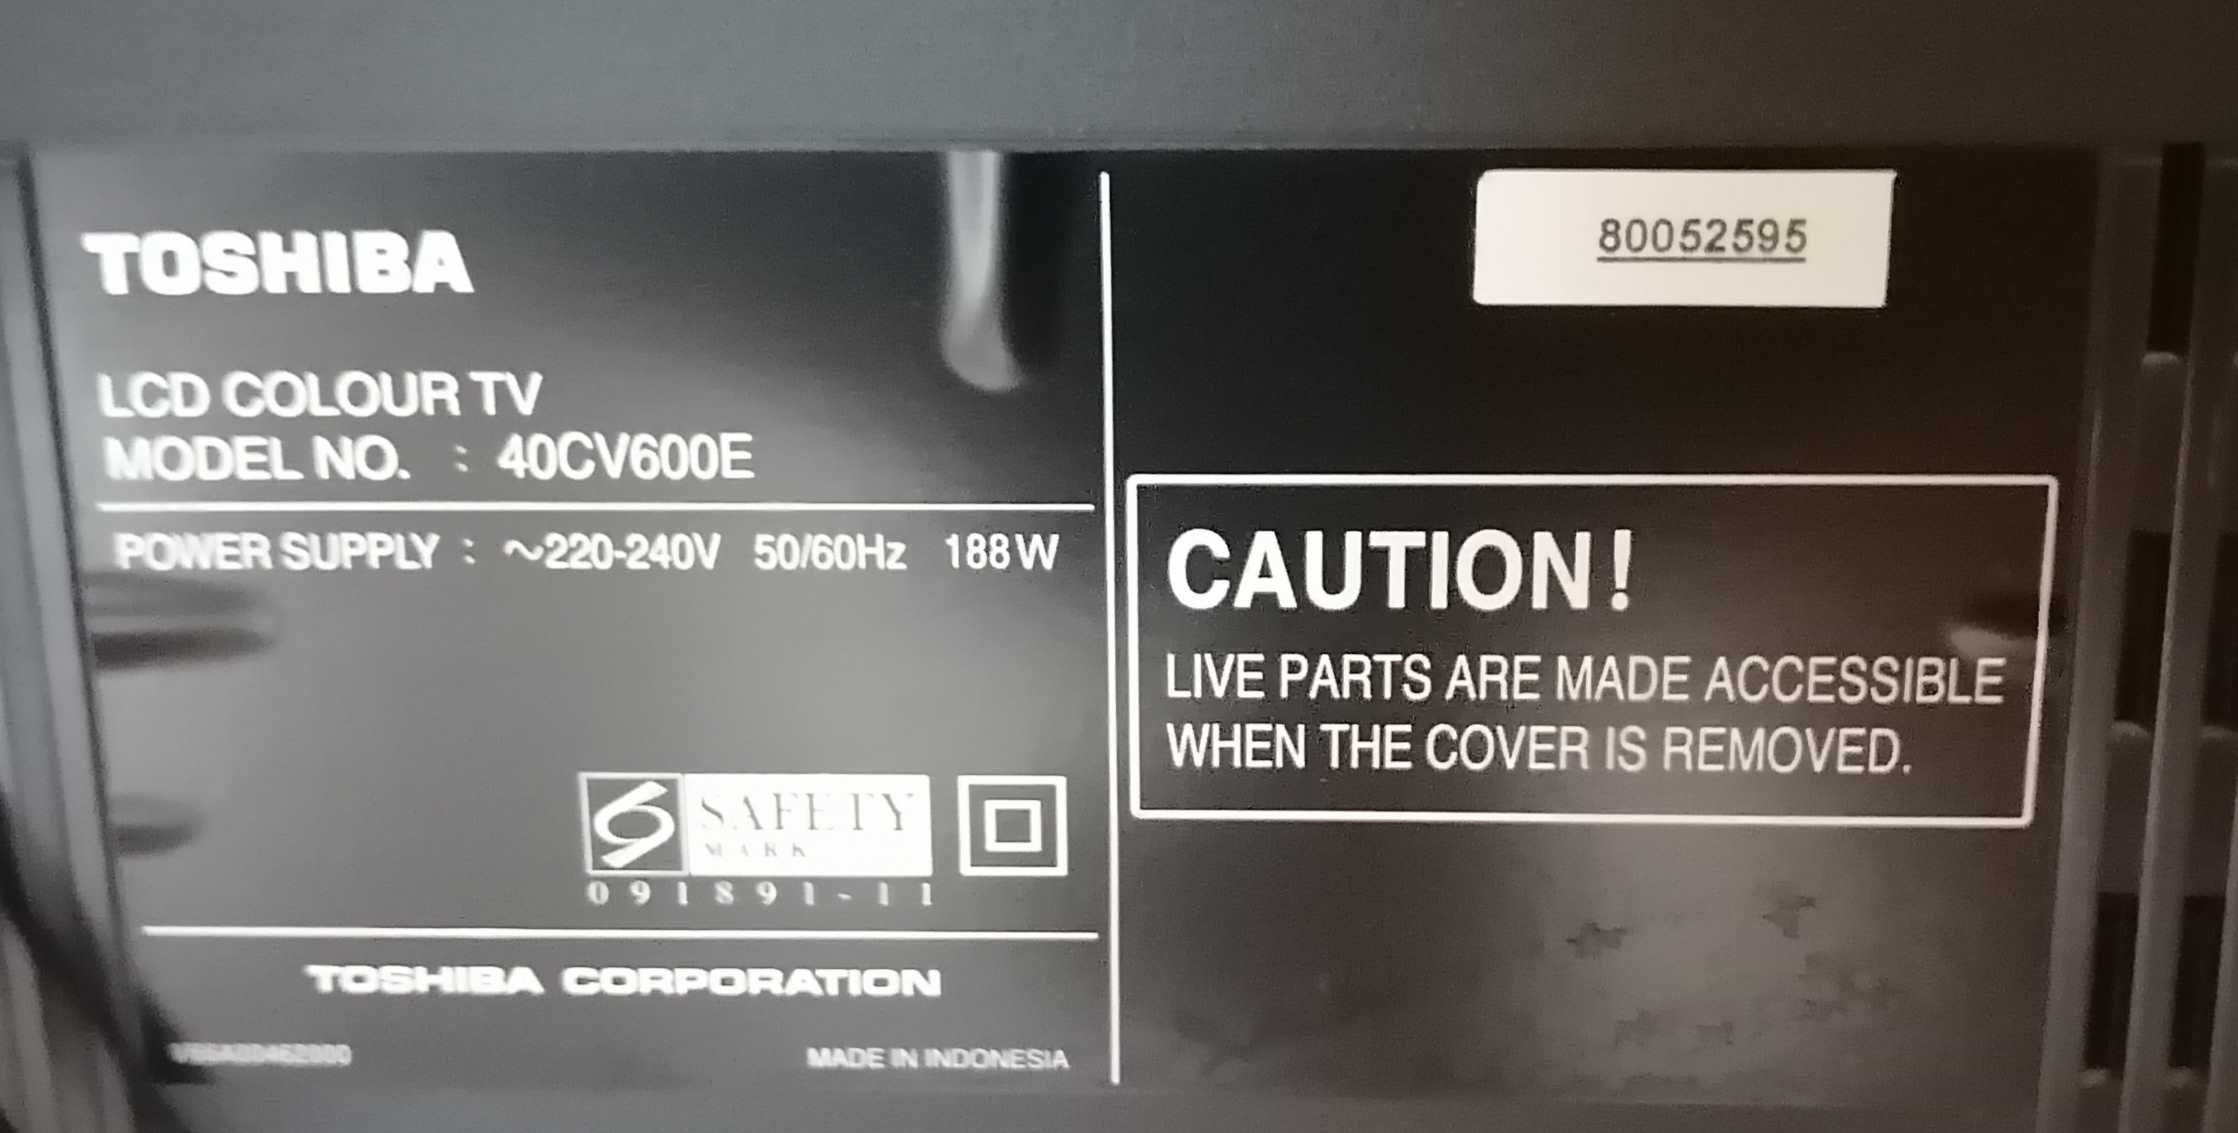 TOSHIBA
LCD COLOUR TV
MODEL NO. : 40CV600E
POWER SUPPLY : ~220-240V 50/60Hz 188W
SAFETY
MARK
091891-11
TOSHIBA CORPORATION
MADE IN INDONESIA
80052595
CAUTION!
LIVE PARTS ARE MADE ACCESSIBLE
WHEN THE COVER IS REMOVED.